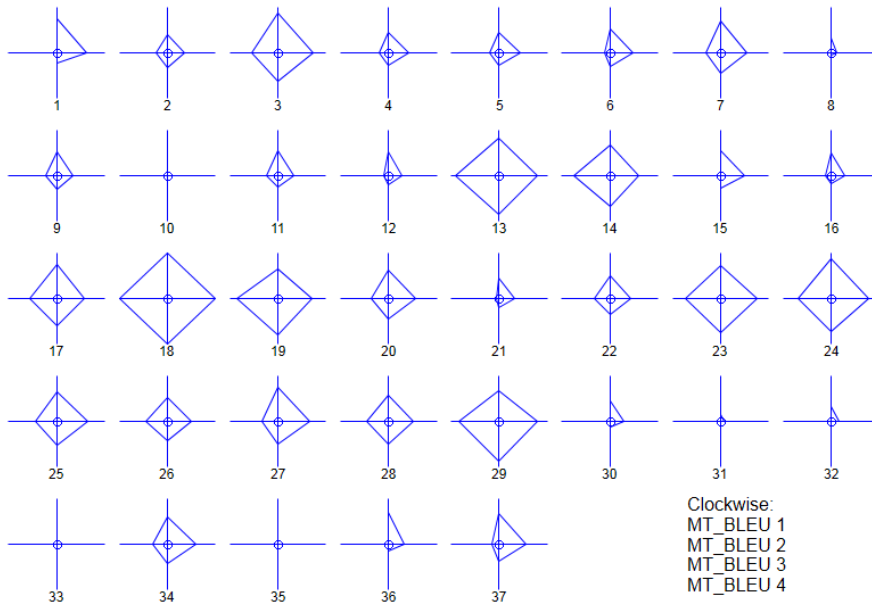 1 2 3 4 5 6 7 8
9 10 11 12 13 14 15 16
17 18 19 20 21 22 23 24
25 26 27 28 29 30 31 32
33 34 35 36 37
Clockwise:
MT_BLEU 1
MT_BLEU 2
MT_BLEU 3
MT_BLEU 4